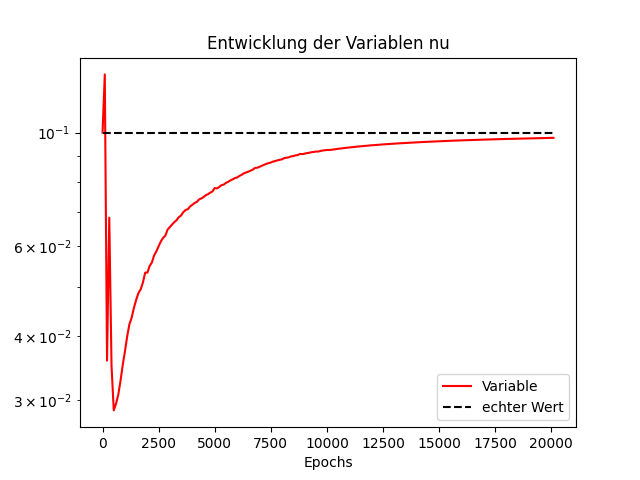 Entwicklung der Variablen nu
10⁻¹
6 × 10⁻²
4 × 10⁻²
3 × 10⁻²
Variable
echter Wert
0 2500 5000 7500 10000 12500 15000 17500 20000
Epochs